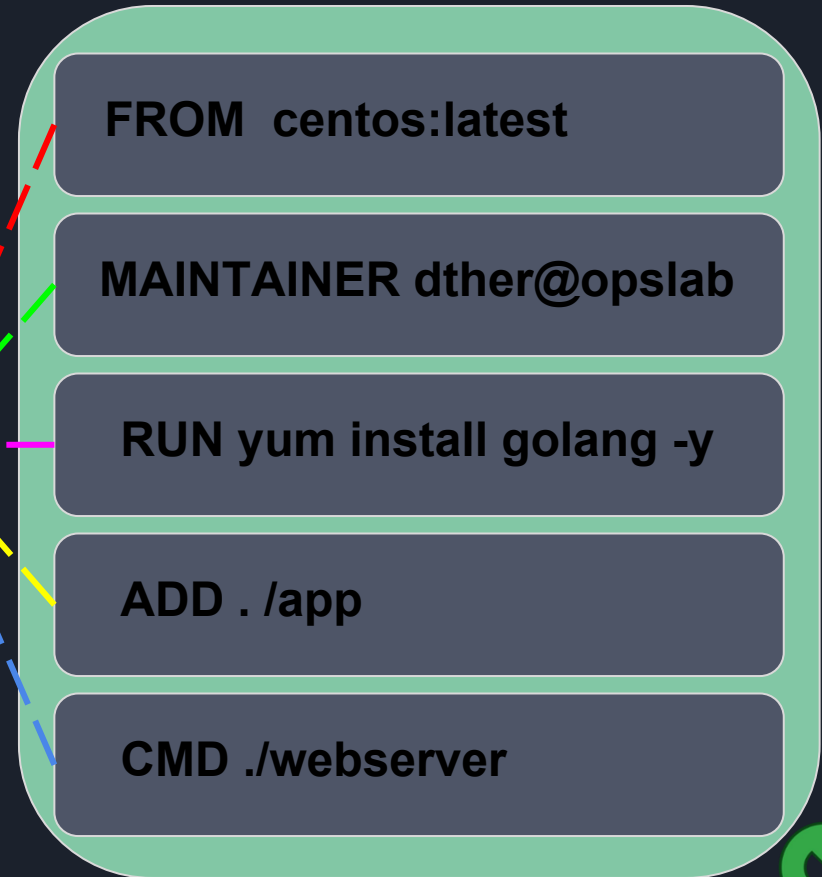 FROM centos:latest
MAINTAINER dther@opslab
RUN yum install golang -y
ADD . /app
CMD ./webserver